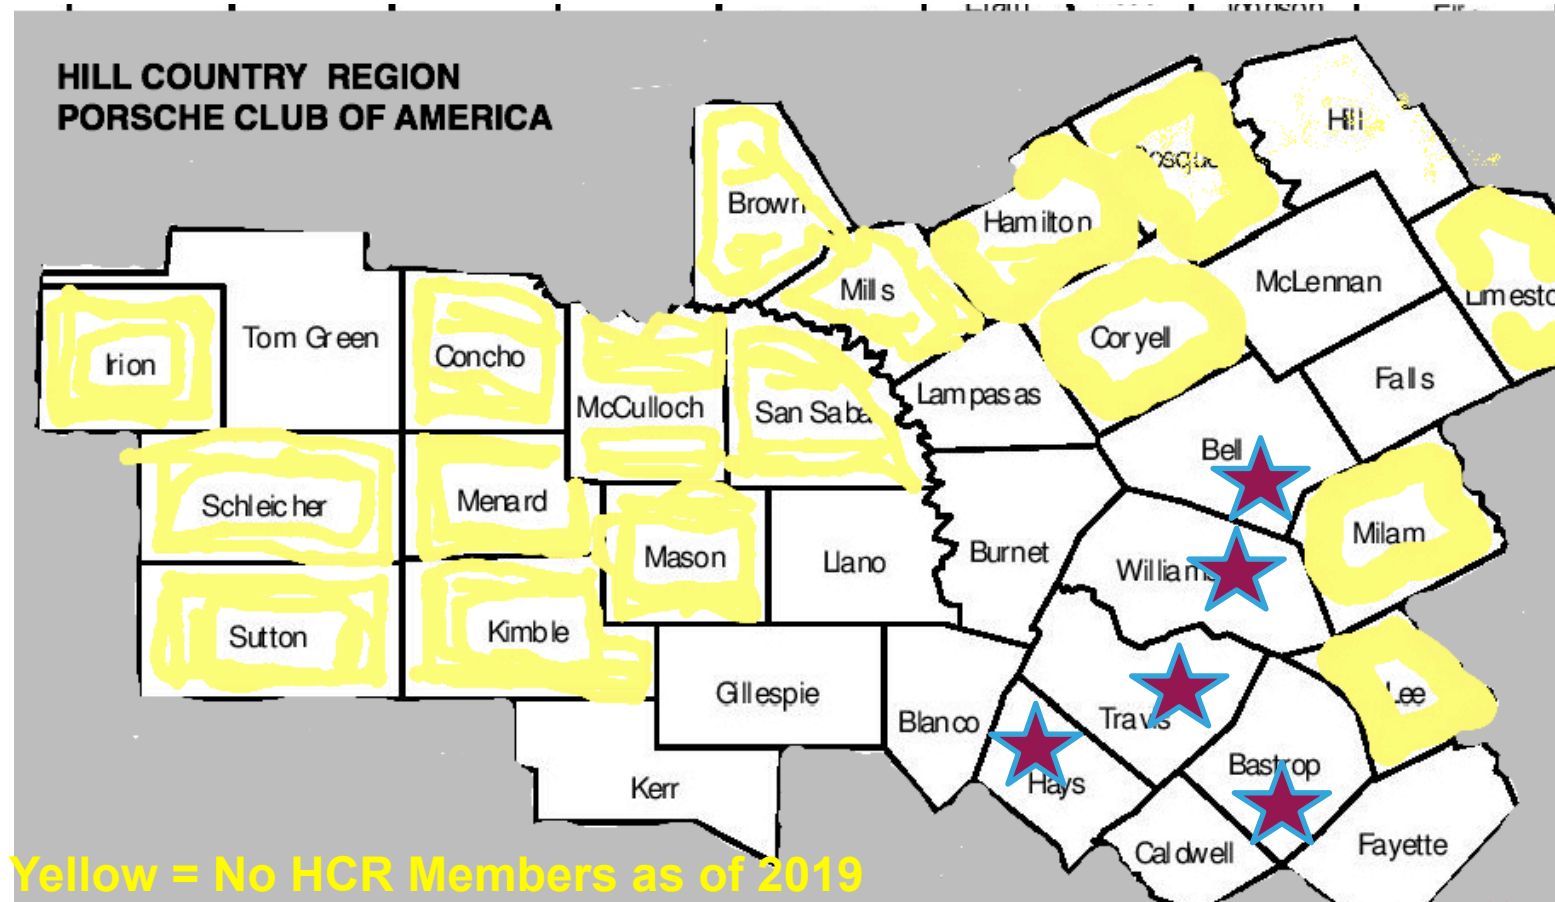 HILL COUNTRY REGION
PORSCHE CLUB OF AMERICA
Hill
Brown
Hamilton
McLennan
Mills
Tom Green
Coryell
Irion
Concho
Falls
Lampasas
McCulloch
San Saba
Bell
Schleicher
Menard
Milam
Mason
Llano
Burnet
Sutton
Kimble
Gillespie
Lee
Blanco
Travis
Bastrop
Kerr
Hays
Caldwell
Fayette
Yellow = No HCR Members as of 2019